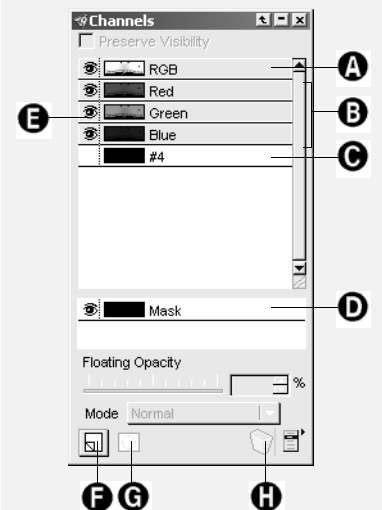 Channels
Preserve Visibility
RGB
A
Red
B
E
Green
Blue
#4
C
Mask
D
Floating Opacity
%
Mode Normal
F G H